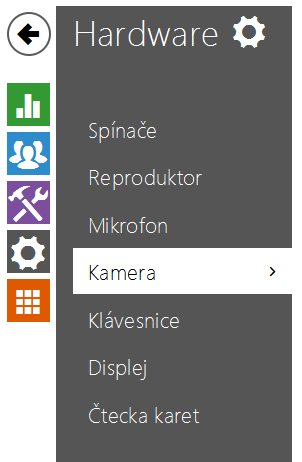 Hardware
Spínače
Reproduktor
Mikrofon
Kamera
Klávesnice
Displej
Čtecka karet